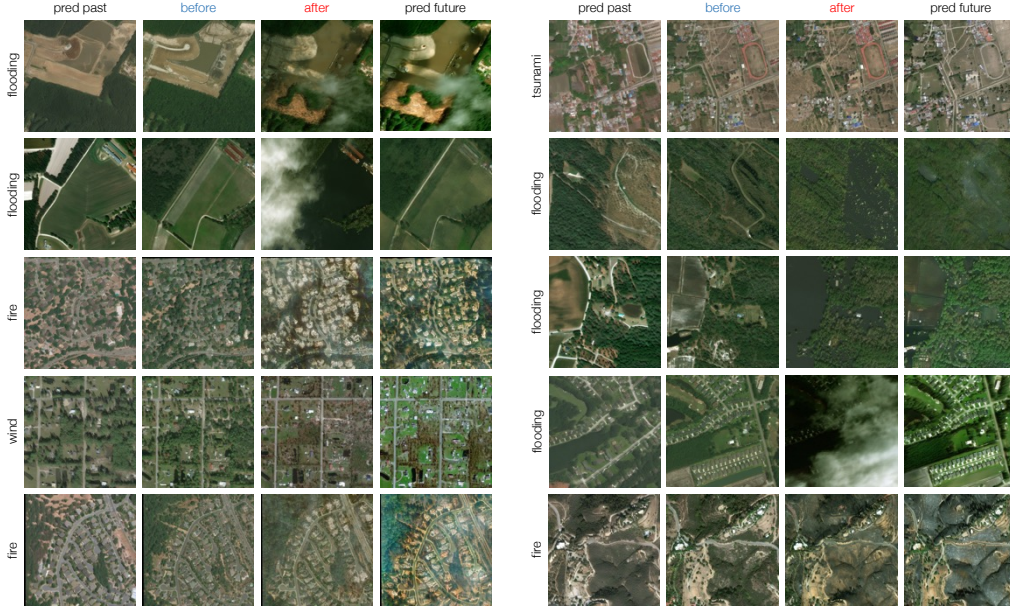 pred past before after pred future
flooding
flooding
fire
wind
fire
pred past before after pred future
tsunami
flooding
flooding
flooding
fire